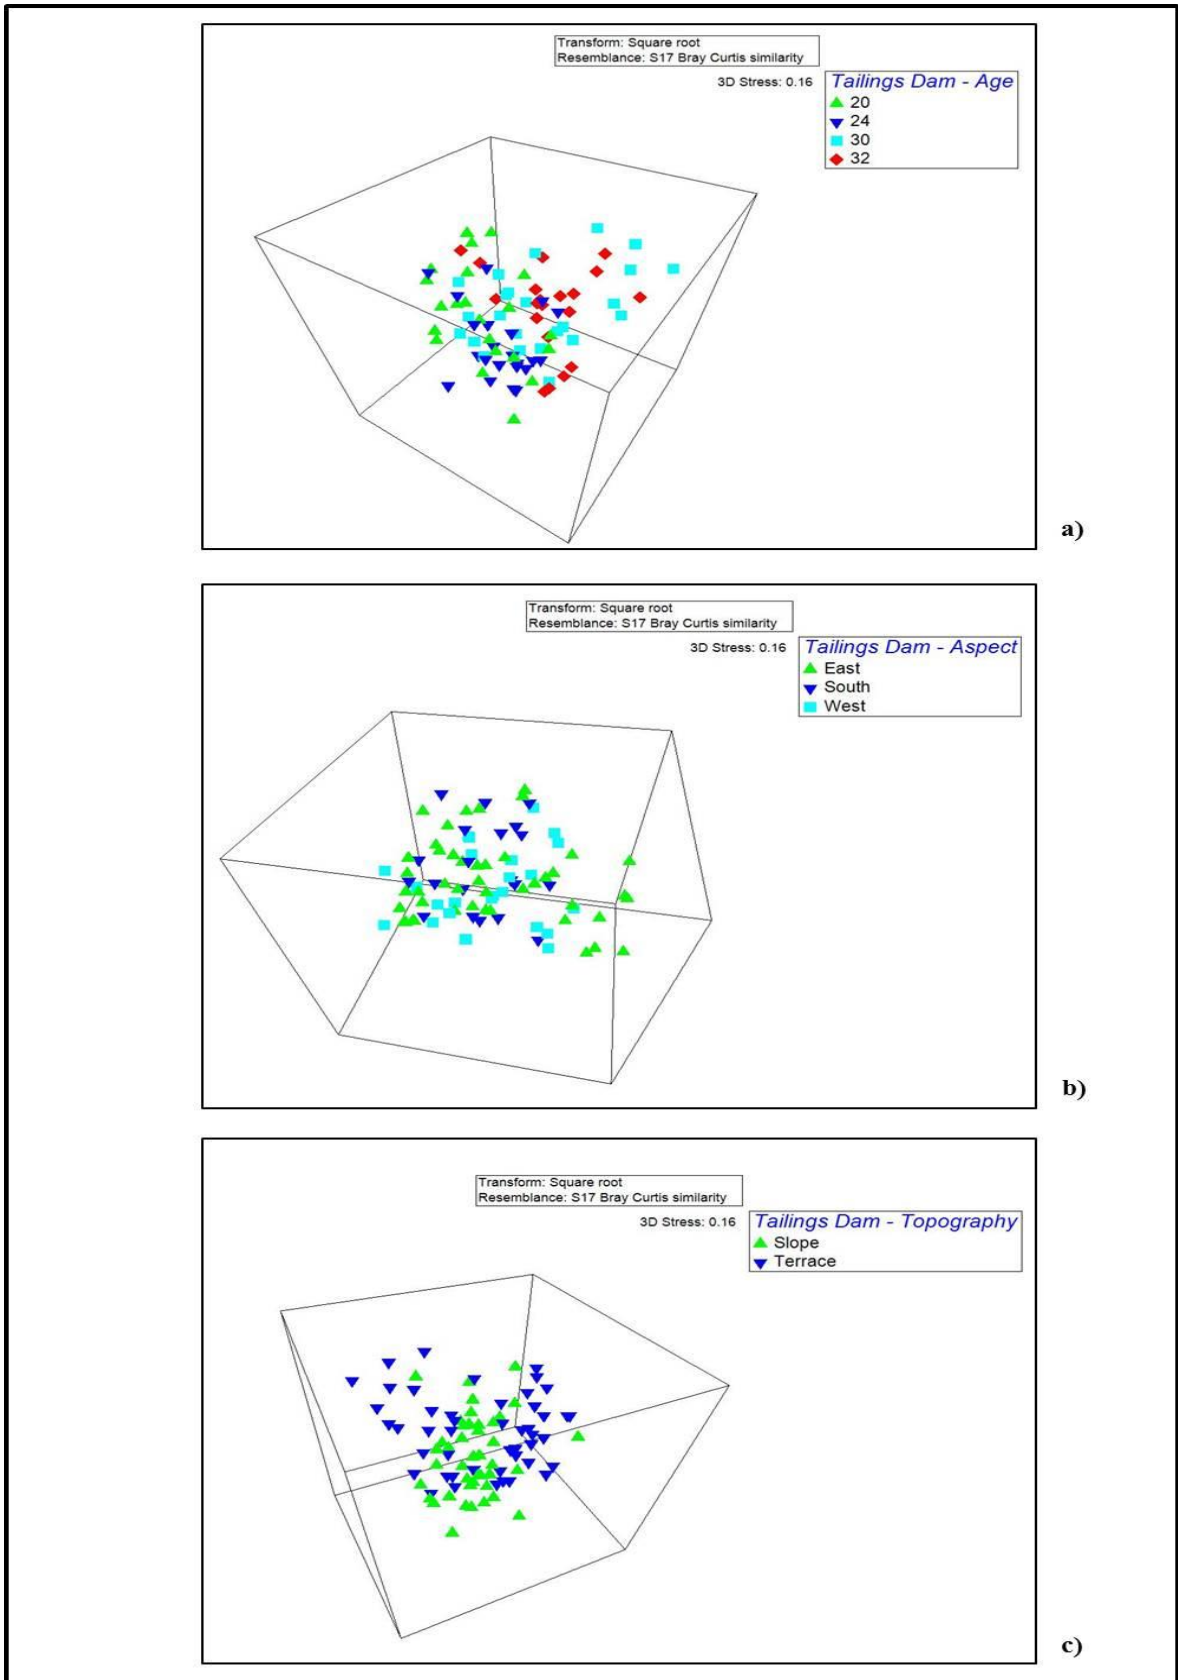 Transform: Square root
Resemblance: S17 Bray Curtis similarity
3D Stress: 0.16
Tailings Dam - Age
20
24
30
32
a)
Transform: Square root
Resemblance: S17 Bray Curtis similarity
3D Stress: 0.16
Tailings Dam - Aspect
East
South
West
b)
Transform: Square root
Resemblance: S17 Bray Curtis similarity
3D Stress: 0.16
Tailings Dam - Topography
Slope
Terrace
c)